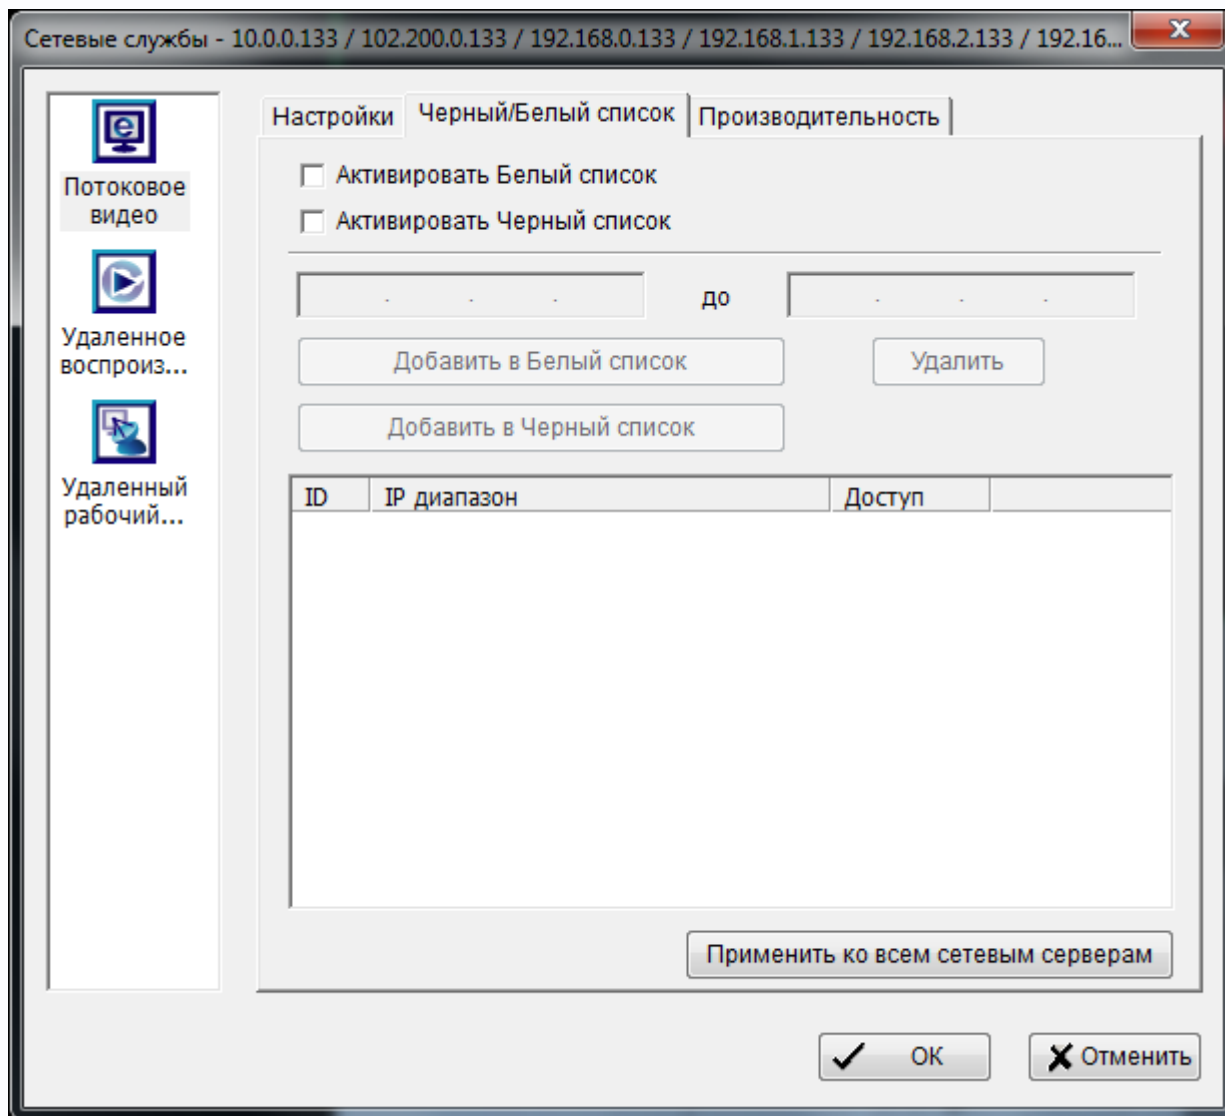 Сетевые службы - 10.0.0.133 / 102.200.0.133 / 192.168.0.133 / 192.168.1.133 / 192.168.2.133 / 192.16...
Потоковое
видео
Удаленное
воспроиз...
Удаленный
рабочий...
Настройки Черный/Белый список Производительность
Активировать Белый список
Активировать Черный список
. . . до . . .
Добавить в Белый список Удалить
Добавить в Черный список
ID IP диапазон Доступ
Применить ко всем сетевым серверам
ОК Отменить